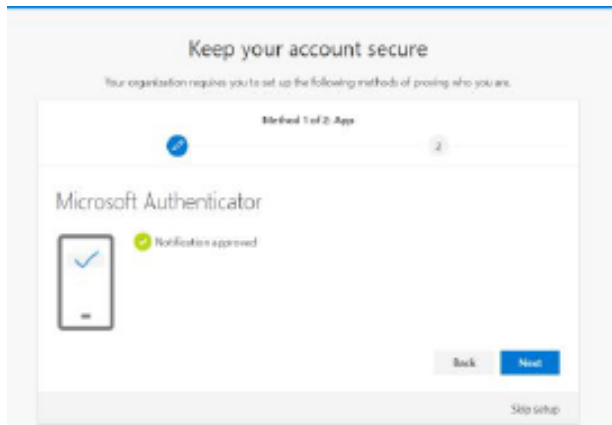 Keep your account secure
Your organization requires you to set up the following methods of proving who you are.
Method 1 of 2: App
2
Microsoft Authenticator
Notification approved
Back
Next
Skip setup